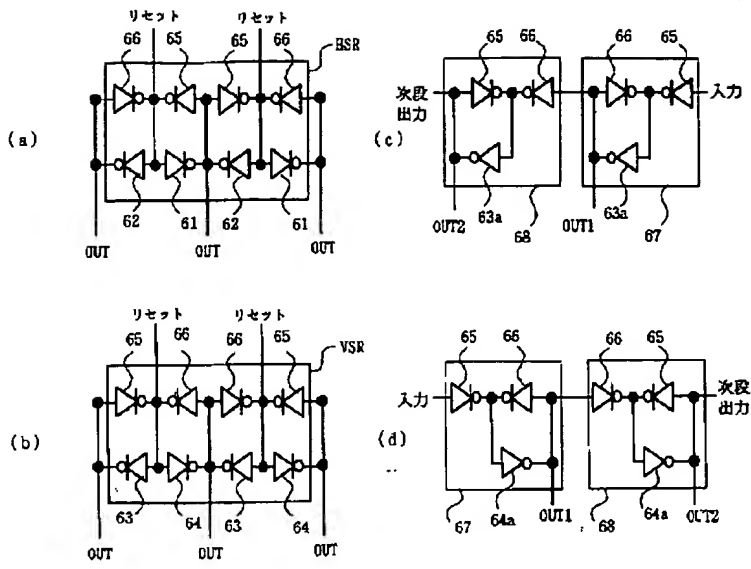 リセット リセット
66 65 65 66 HSR
(a)
62 61 62 61
OUT OUT OUT
65 66 66 65
次段
出力
入力
(c)
63a 63a
OUT2 68 OUT1 67
リセット リセット
65 66 66 65 VSR
(b)
63 64 63 64
OUT OUT OUT
65 66 66 65
入力
次段
出力
(d)
67 64a OUT1 68 64a OUT2